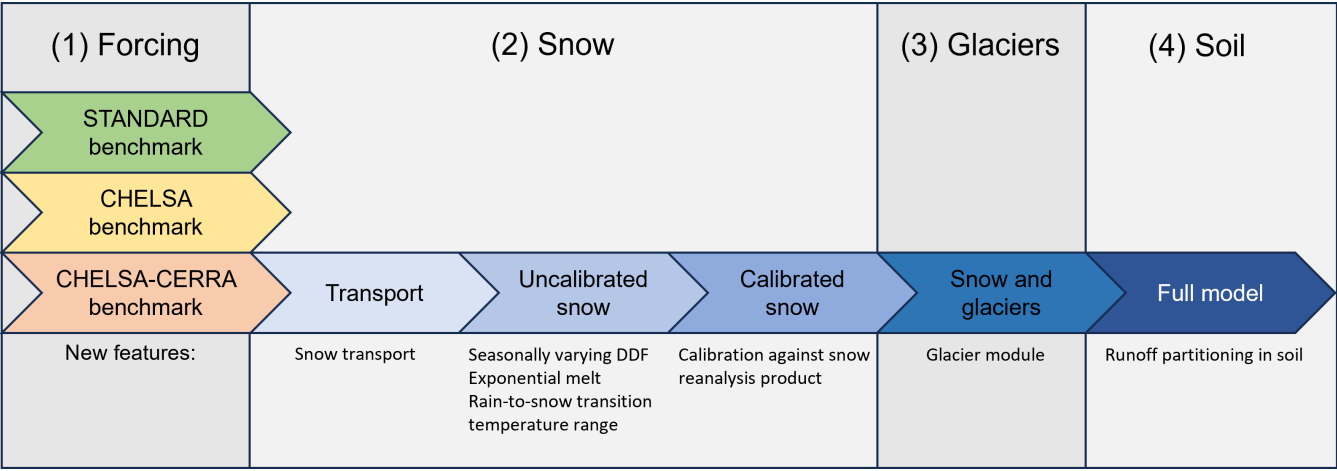 (1) Forcing
(2) Snow
(3) Glaciers
(4) Soil
STANDARD
benchmark
CHELSA
benchmark
CHELSA-CERRA
benchmark
Transport
Uncalibrated
snow
Calibrated
snow
Snow and
glaciers
Full model
New features:
Snow transport
Seasonally varying DDF
Exponential melt
Rain-to-snow transition
temperature range
Calibration against snow
reanalysis product
Glacier module
Runoff partitioning in soil